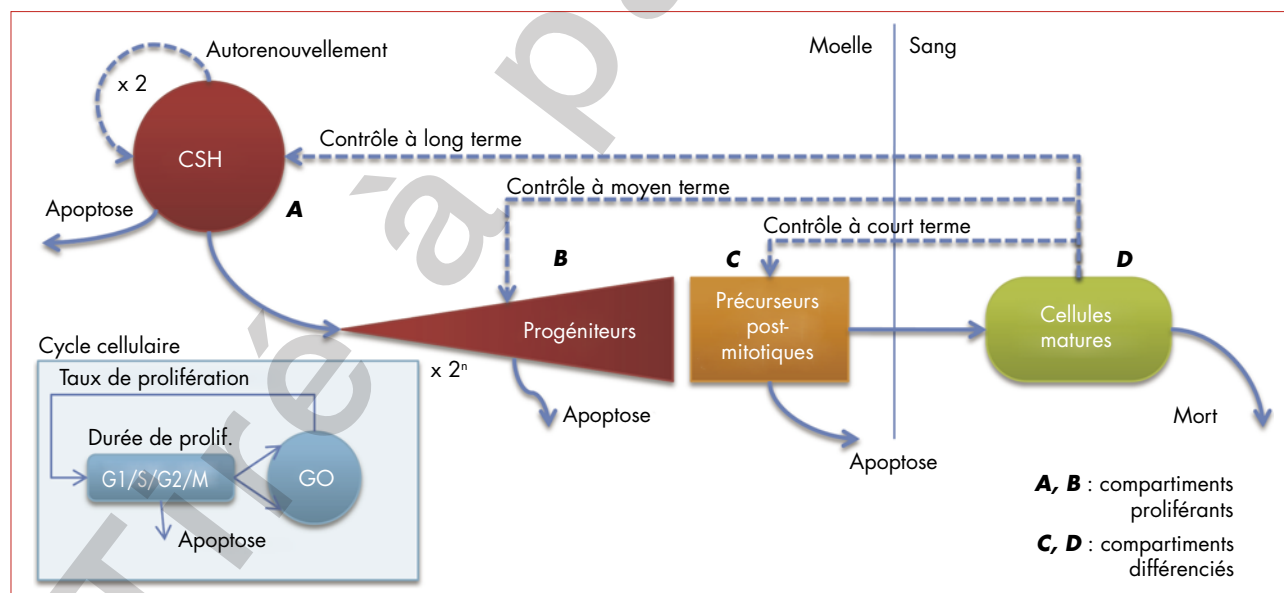 Autorenouvellement
x 2
CSH
Apoptose
A
Moelle
Sang
Contrôle à long terme
Contrôle à moyen terme
Contrôle à court terme
B
C
D
Progéniteurs
x 2ⁿ
Apoptose
Précurseurs
post-
mitotiques
Apoptose
Cellules
matures
Mort
Cycle cellulaire
Taux de prolifération
Durée de prolif.
G1/S/G2/M
GO
Apoptose
A, B : compartiments
proliférants
C, D : compartiments
différenciés
Tiré à p